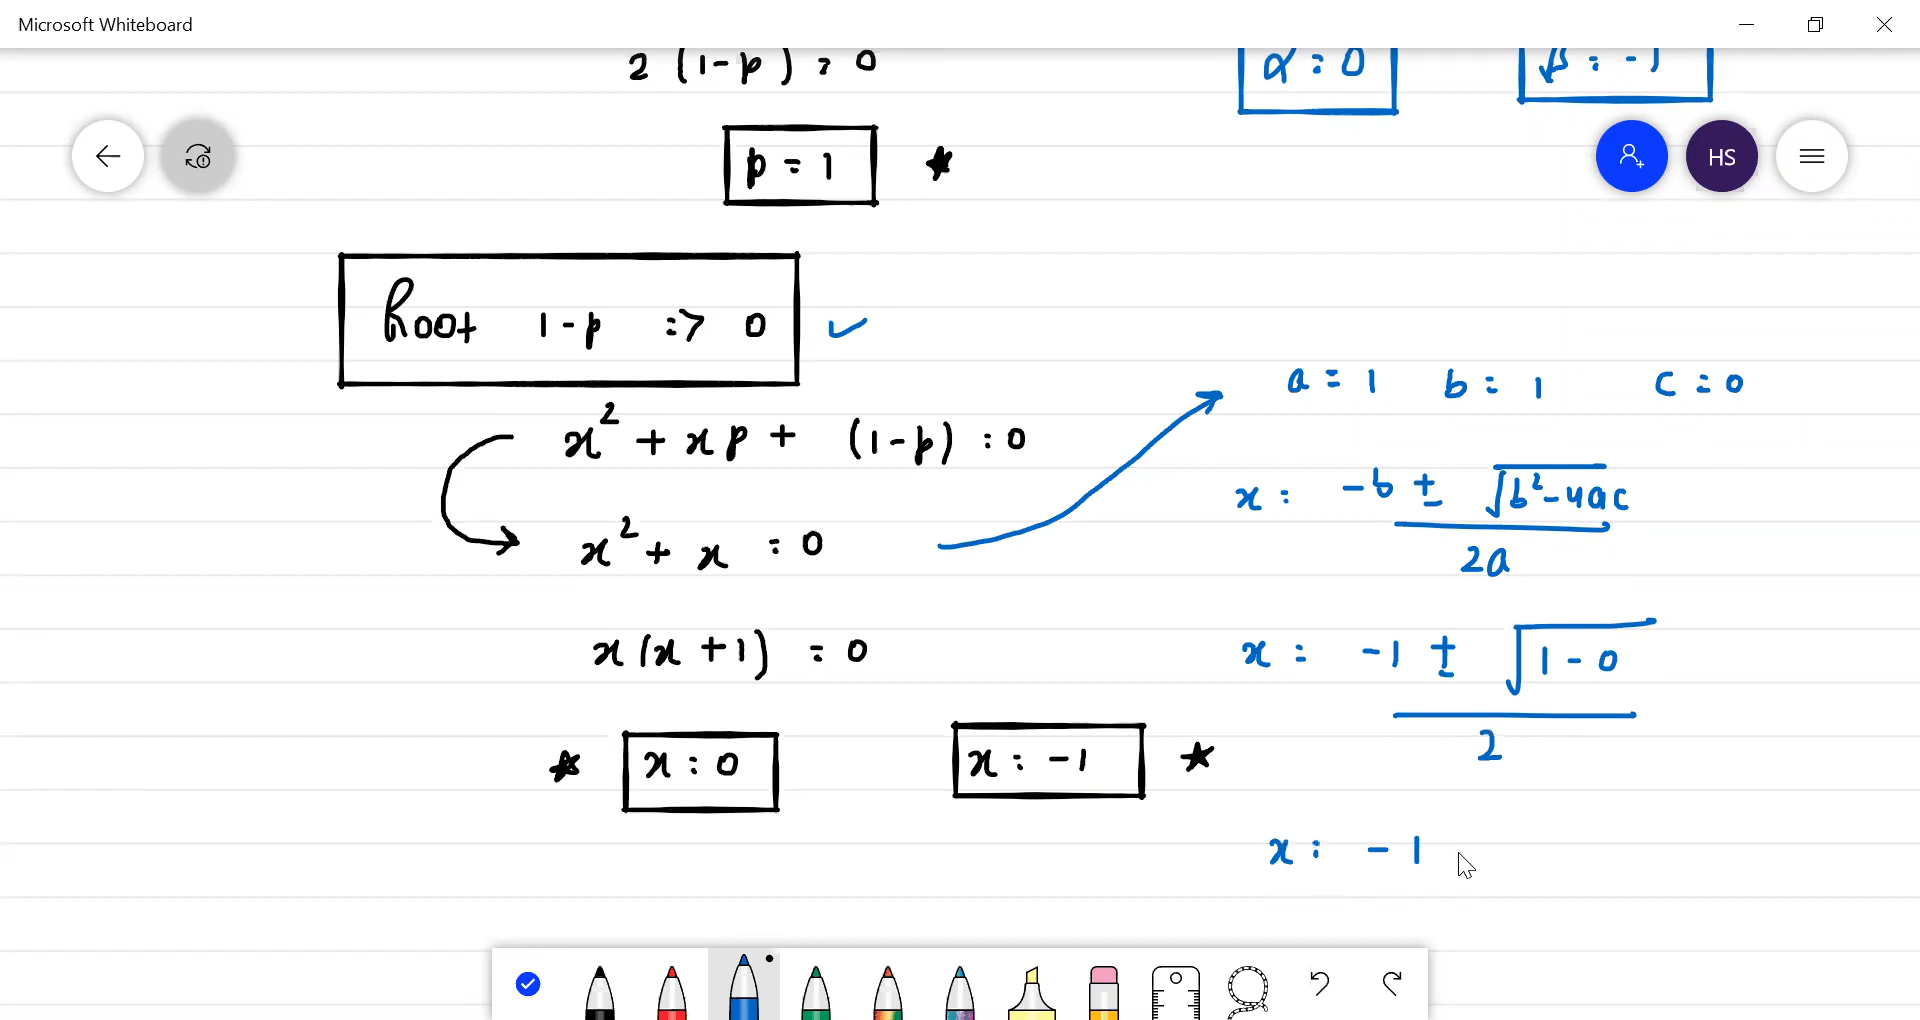 Microsoft Whiteboard
2 (1-p) = 0
α = 0
β = -1
p = 1 ★
HS
Root 1-p => 0 ✓
x² + xp + (1-p) = 0
x² + x = 0
x(x+1) = 0
★ x = 0
x = -1 ★
a = 1 b = 1 c = 0
x = -b ± √b²-4ac
2a
x = -1 ± √1-0
2
x = -1